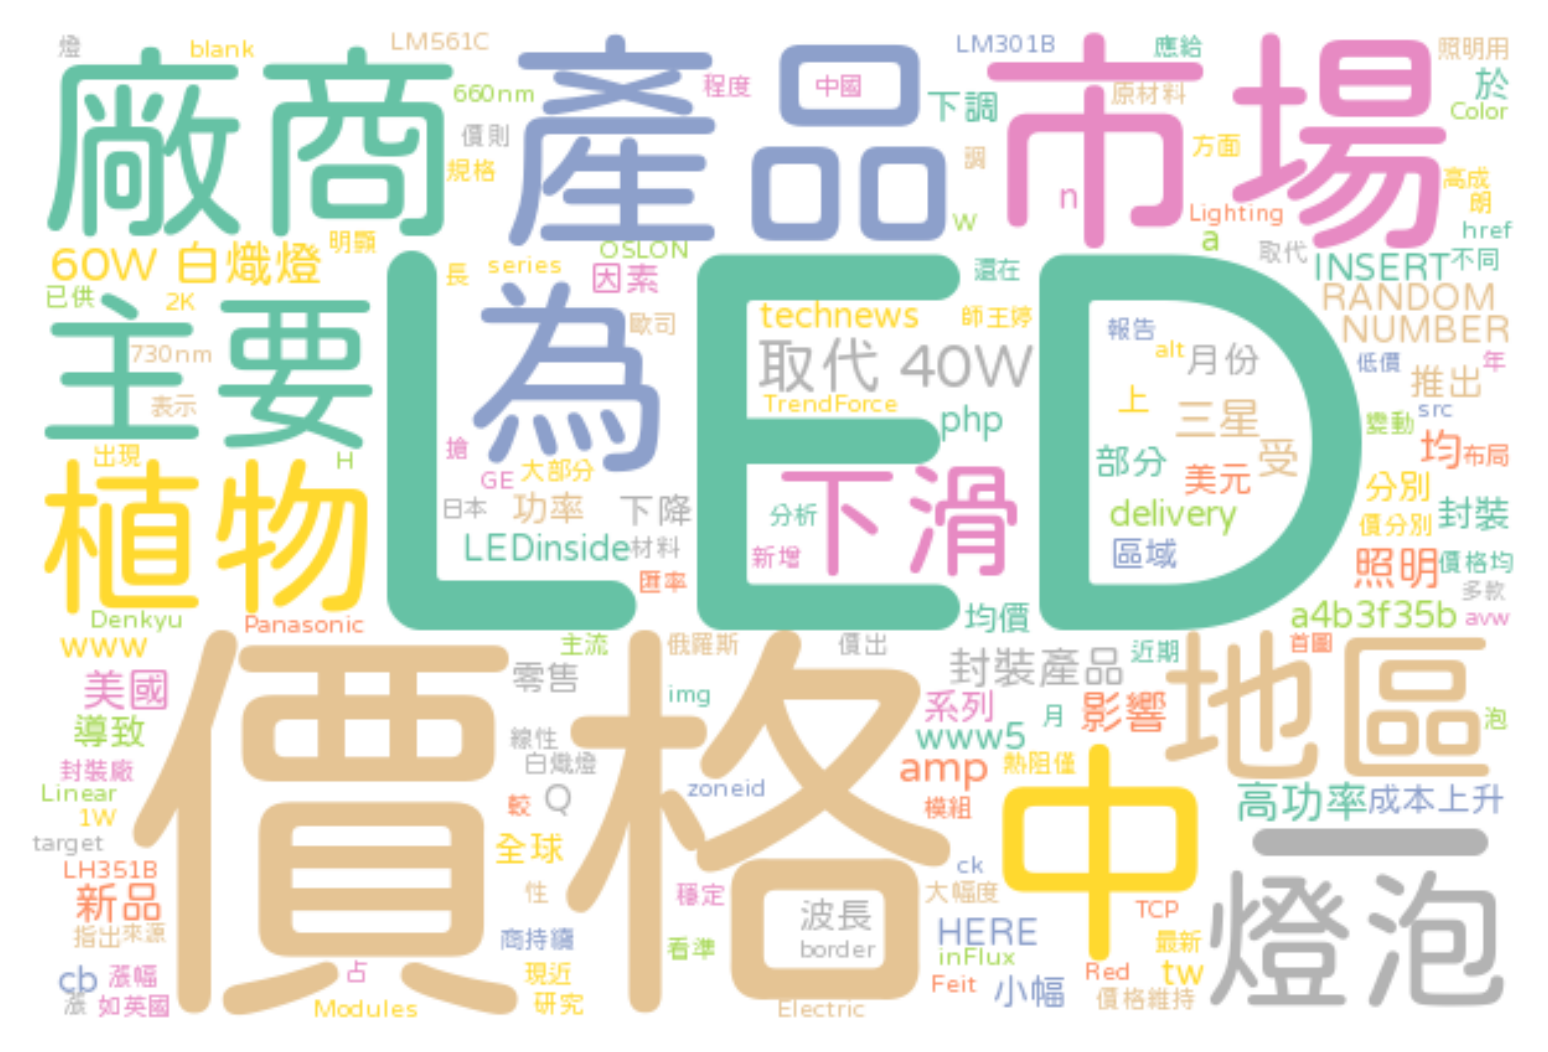 燈
blank
LM561C
LM301B
應給
照明用
廠商
產品
市場
660nm
程度
中國
下調
原材料
於
Color
價則
規格
調
方面
高成
朗
n
w
Lighting
a
href
60W 白熾燈
明顯
OSLON
長
series
因素
還在
取代
INSERT
不同
已供
2K
LED
RANDOM
NUMBER
主要
730nm
表示
為
歐司
technews
師王婷
取代 40W
TrendForce
php
報告
alt
月份
上
三星
低價
年
推出
src
變動
均
布局
出現
H
搶
GE
大部分
部分
美元
受
分別
植物
日本
功率
下降
下滑
分析
新增
delivery
區域
價分別
封裝
LEDinside
材料
匯率
照明
價格均
多款
Denkyu
Panasonic
均價
a4b3f35b
avw
www
主流
俄羅斯
價出
封裝產品
近期
首圖
地區
美國
零售
價格
img
系列
月
影響
泡
導致
線性
白熾燈
www5
封裝廠
Linear
1W
較
Q
zoneid
amp
熱阻僅
模組
中
高功率
成本上升
target
LH351B
全球
ck
一
新品
性
穩定
波長
大幅度
TCP
燈泡
指出
來源
商持續
看準
border
HERE
inFlux
最新
cb
漲幅
占
現近
Feit
小幅
Red
tw
漲
如英國
Modules
研究
Electric
價格維持